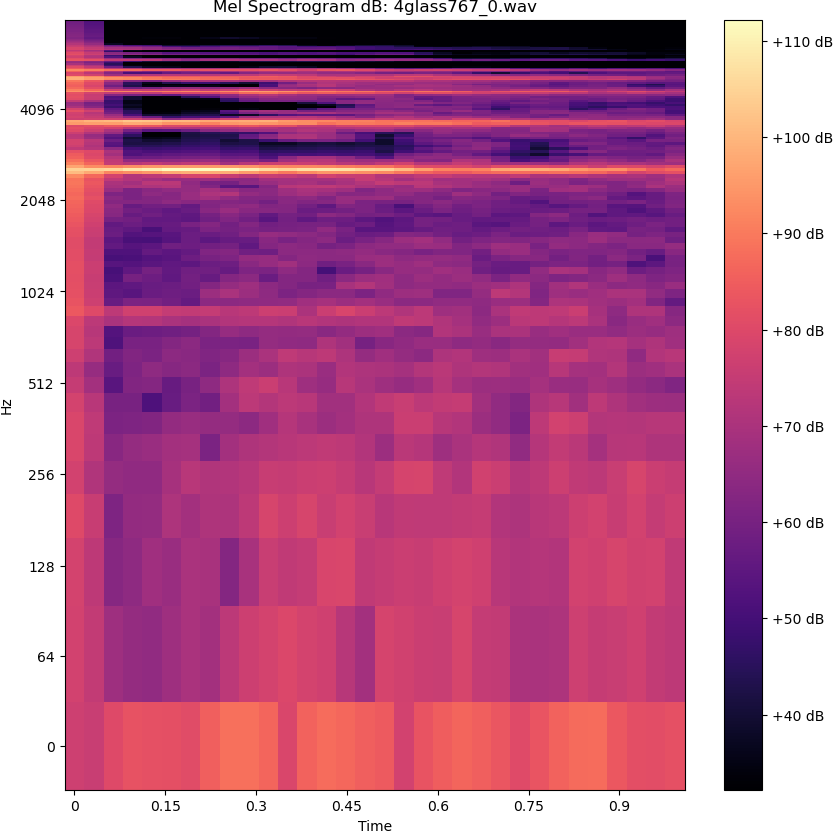 Mel Spectrogram dB: 4glass767_0.wav
+110 dB
4096
+100 dB
2048
+90 dB
1024
+80 dB
512
Hz
+70 dB
256
+60 dB
128
+50 dB
64
+40 dB
0
0 0.15 0.3 0.45 0.6 0.75 0.9
Time